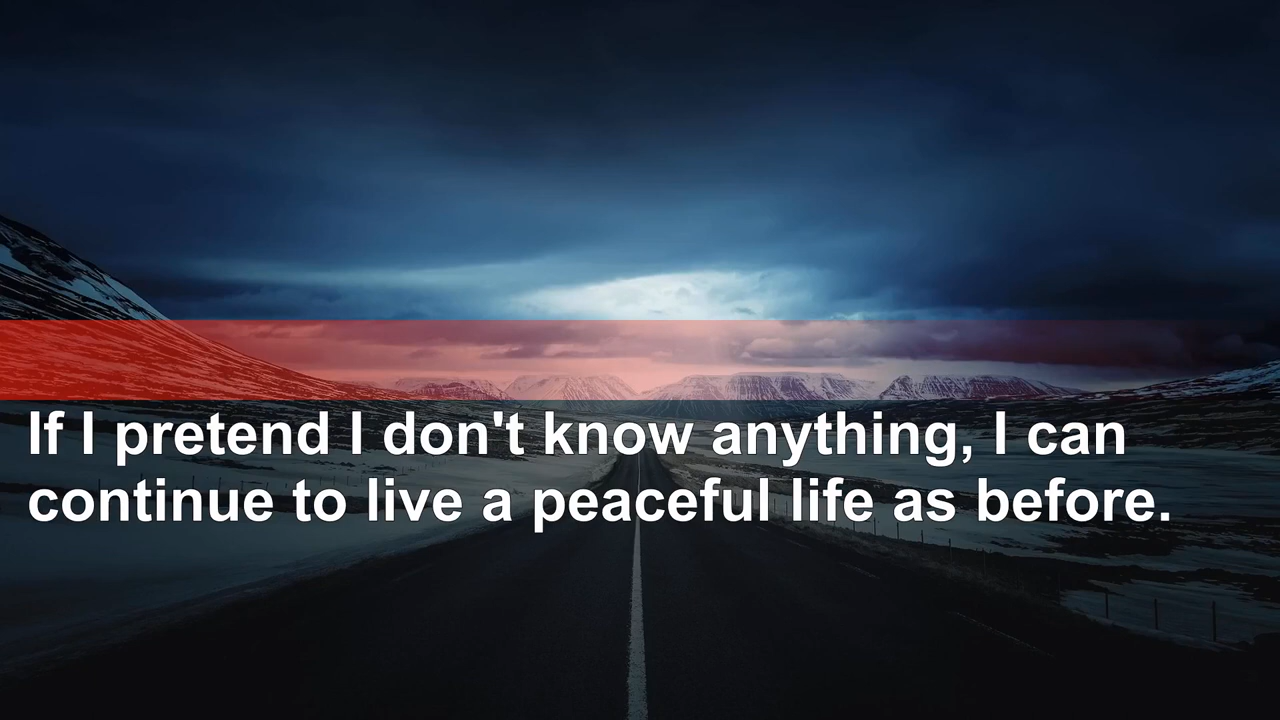 If I pretend I don't know anything, I can
continue to live a peaceful life as before.